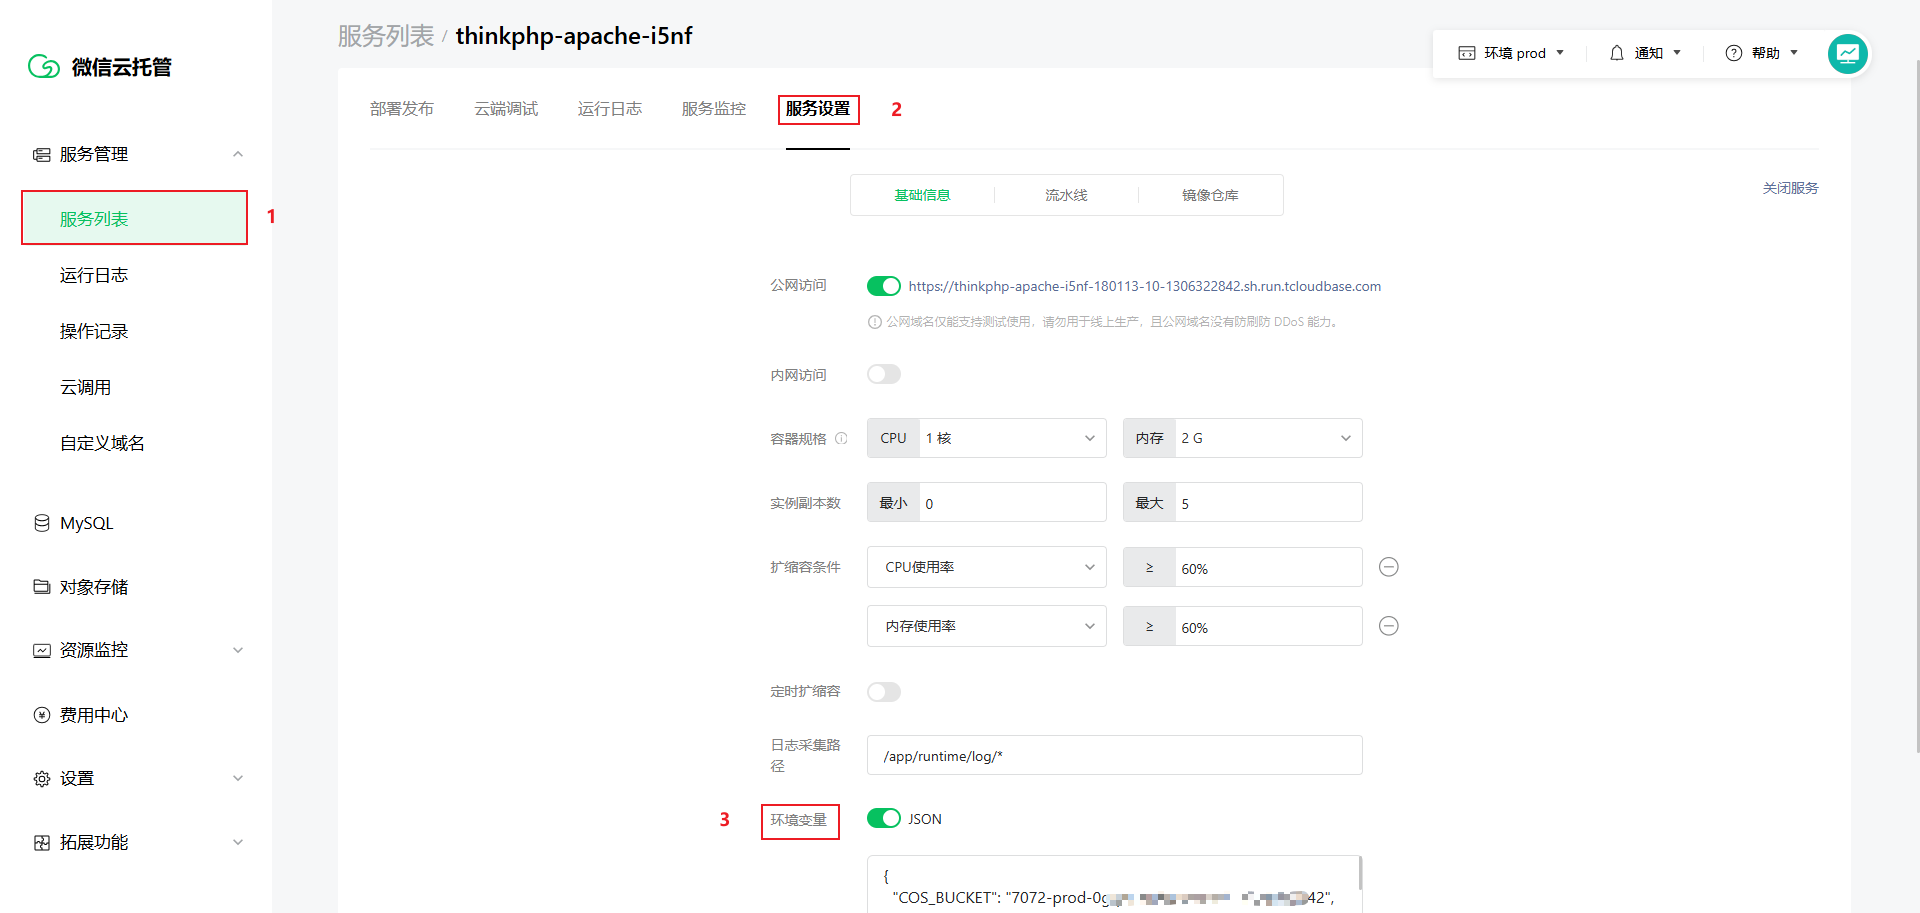 微信云托管
服务管理
服务列表
1
运行日志
操作记录
云调用
自定义域名
MySQL
对象存储
资源监控
费用中心
设置
拓展功能
服务列表 / thinkphp-apache-i5nf
环境 prod
通知
帮助
部署发布
云端调试
运行日志
服务监控
服务设置
2
基础信息
流水线
镜像仓库
关闭服务
公网访问
https://thinkphp-apache-i5nf-180113-10-1306322842.sh.run.tcloudbase.com
公网域名仅能支持测试使用，请勿用于线上生产，且公网域名没有防刷防 DDoS 能力。
内网访问
容器规格
CPU 1 核
内存 2 G
实例副本数
最小 0
最大 5
扩缩容条件
CPU使用率
≥ 60%
内存使用率
≥ 60%
定时扩缩容
日志采集路
径
/app/runtime/log/*
3
环境变量
JSON
{
"COS_BUCKET": "7072-prod-0g 42",